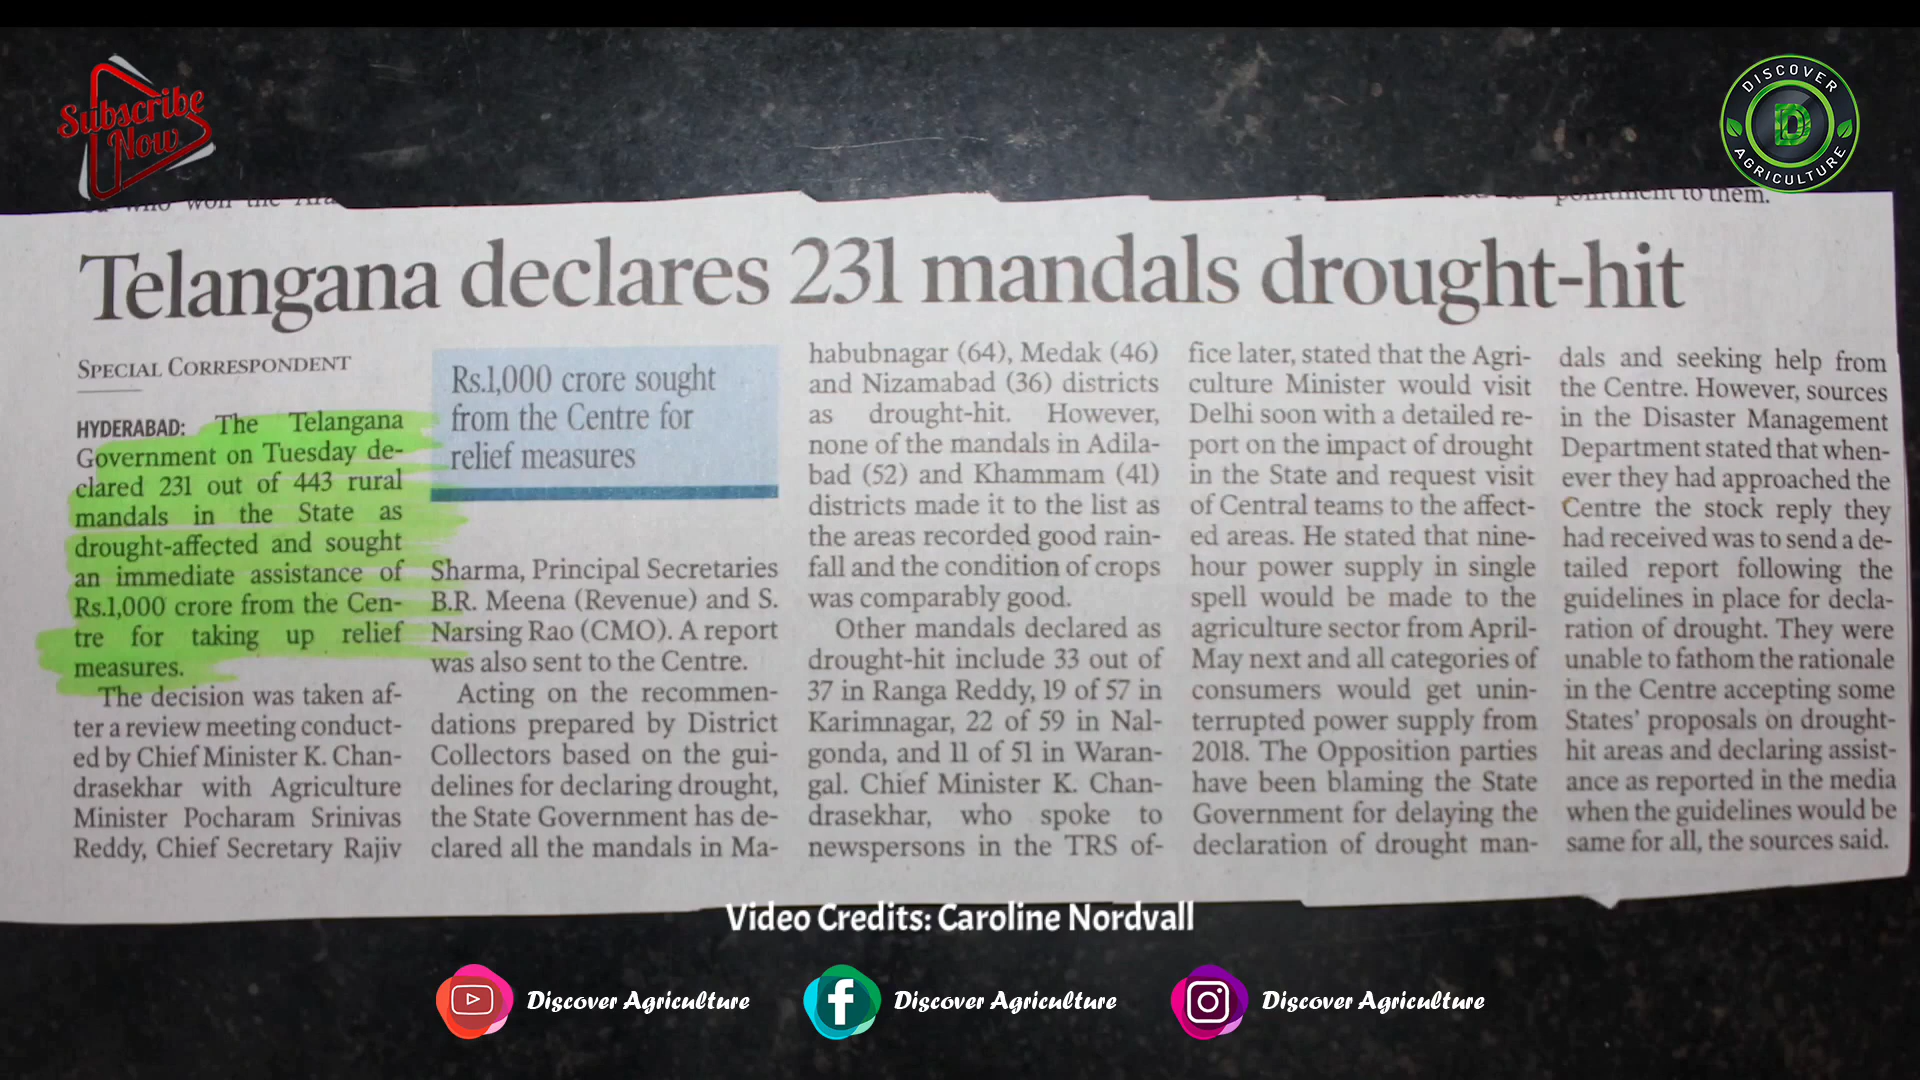 Subscribe
Now
DISCOVER
D
AGRICULTURE
who won the
pointment to them.
Telangana declares 231 mandals drought-hit
SPECIAL CORRESPONDENT
HYDERABAD: The Telangana
Government on Tuesday de-
clared 231 out of 443 rural
mandals in the State as
drought-affected and sought
an immediate assistance of
Rs.1,000 crore from the Cen-
tre for taking up relief
measures.
The decision was taken af-
ter a review meeting conduct-
ed by Chief Minister K. Chan-
drasekhar with Agriculture
Minister Pocharam Srinivas
Reddy, Chief Secretary Rajiv
Rs.1,000 crore sought
from the Centre for
relief measures
Sharma, Principal Secretaries
B.R. Meena (Revenue) and S.
Narsing Rao (CMO). A report
was also sent to the Centre.
Acting on the recommen-
dations prepared by District
Collectors based on the gui-
delines for declaring drought,
the State Government has de-
clared all the mandals in Ma-
habubnagar (64), Medak (46)
and Nizamabad (36) districts
as drought-hit. However,
none of the mandals in Adila-
bad (52) and Khammam (41)
districts made it to the list as
the areas recorded good rain-
fall and the condition of crops
was comparably good.
Other mandals declared as
drought-hit include 33 out of
37 in Ranga Reddy, 19 of 57 in
Karimnagar, 22 of 59 in Nal-
gonda, and 11 of 51 in Waran-
gal. Chief Minister K. Chan-
drasekhar, who spoke to
newspersons in the TRS of-
fice later, stated that the Agri-
culture Minister would visit
Delhi soon with a detailed re-
port on the impact of drought
in the State and request visit
of Central teams to the affect-
ed areas. He stated that nine-
hour power supply in single
spell would be made to the
agriculture sector from April-
May next and all categories of
consumers would get unin-
terrupted power supply from
2018. The Opposition parties
have been blaming the State
Government for delaying the
declaration of drought man-
dals and seeking help from
the Centre. However, sources
in the Disaster Management
Department stated that when-
ever they had approached the
Centre the stock reply they
had received was to send a de-
tailed report following the
guidelines in place for decla-
ration of drought. They were
unable to fathom the rationale
in the Centre accepting some
States' proposals on drought-
hit areas and declaring assist-
ance as reported in the media
when the guidelines would be
same for all, the sources said.
Video Credits: Caroline Nordvall
Discover Agriculture
Discover Agriculture
Discover Agriculture